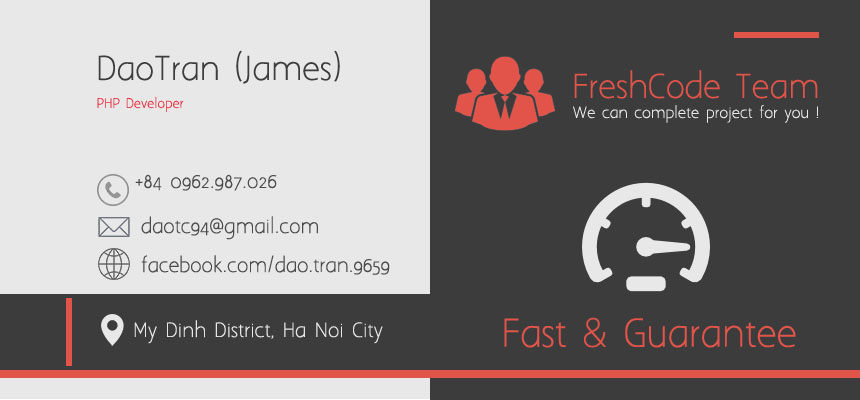 DaoTran (James)
PHP Developer
+84 0962.987.026
daotc94@gmail.com
facebook.com/dao.tran.9659
My Dinh District, Ha Noi City
FreshCode Team
We can complete project for you !
Fast & Guarantee